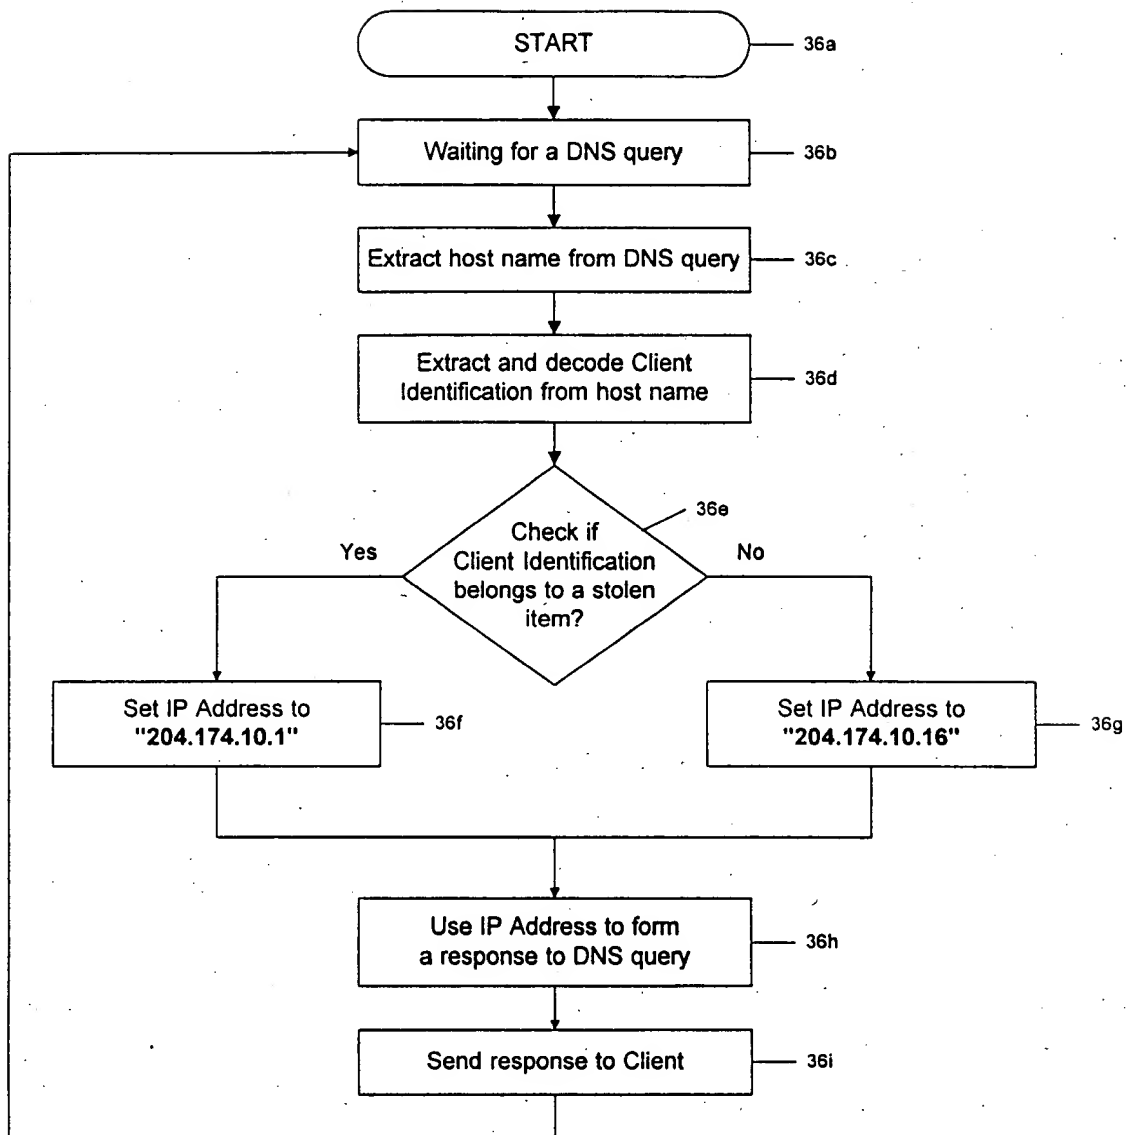 START
36a
Waiting for a DNS query
36b
Extract host name from DNS query
36c
Extract and decode Client
Identification from host name
36d
Check if
Client Identification
belongs to a stolen
item?
36e
Yes
No
Set IP Address to
"204.174.10.1"
36f
Set IP Address to
"204.174.10.16"
36g
Use IP Address to form
a response to DNS query
36h
Send response to Client
36i